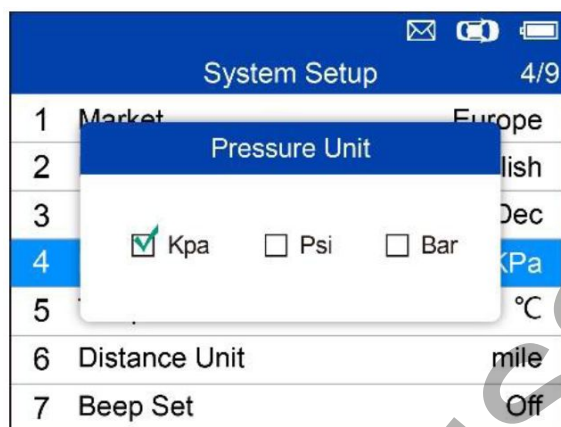 System Setup 4/9
1 Market Europe
Pressure Unit
2 lish
3 Dec
Kpa Psi Bar
4 KPa
5 °C
6 Distance Unit mile
7 Beep Set Off